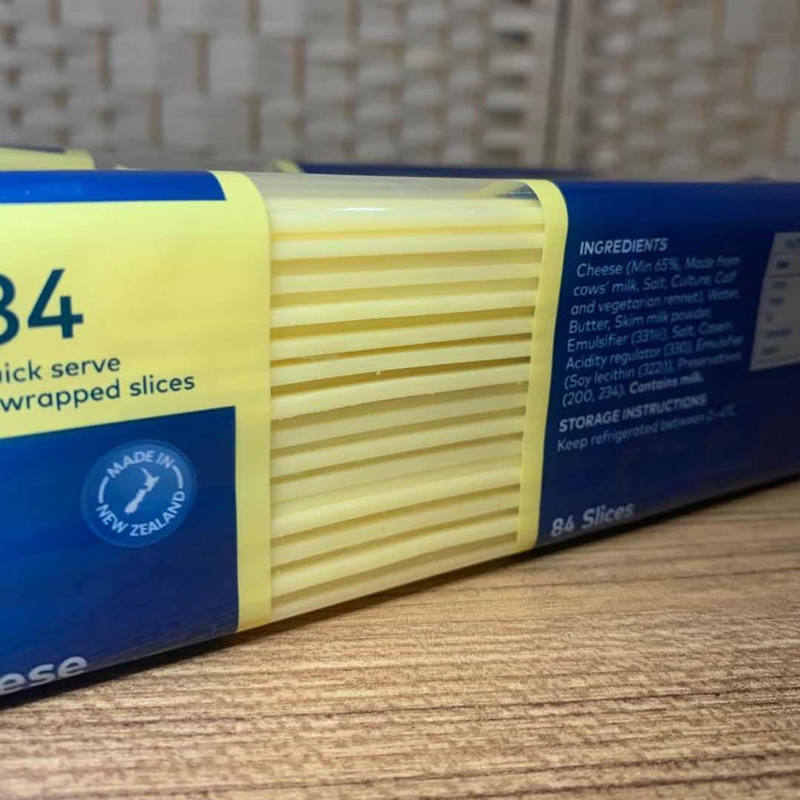 84
quick serve
wrapped slices
MADE IN
NEW ZEALAND
ese
INGREDIENTS
Cheese (Min 65%, Made from
cows' milk, Salt, Culture, Calf
and vegetarian rennet), Water,
Butter, Skim milk powder,
Emulsifier (331iii), Salt, Casein,
Acidity regulator (330), Emulsifier
(Soy lecithin (322)), Preservatives
(200, 234). Contains milk.
STORAGE INSTRUCTIONS
Keep refrigerated between 2-4°C.
84 Slices